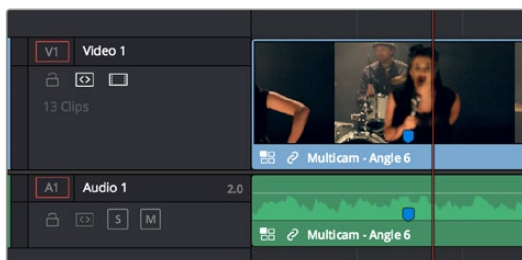 V1 Video 1
13 Clips
Multicam - Angle 6
A1 Audio 1 2.0
S M
Multicam - Angle 6